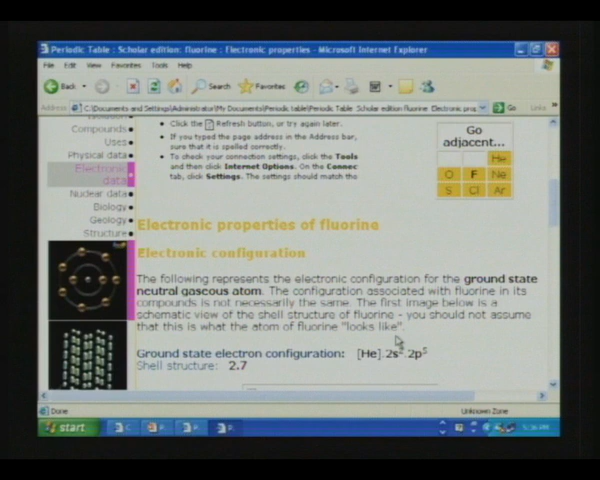 Periodic Table : Scholar edition: fluorine : Electronic properties - Microsoft Internet Explorer
File Edit View Favorites Tools Help
Back Search Favorites
Address C:\Documents and Settings\Administrator\My Documents\Periodic table\Periodic Table Scholar edition fluorine Electronic prop Go Links
Compounds
Uses
Physical data
Electronic
data
Nuclear data
Biology
Geology
Structure
• Click the Refresh button, or try again later.
• If you typed the page address in the Address bar,
sure that it is spelled correctly.
• To check your connection settings, click the Tools
and then click Internet Options. On the Connec
tab, click Settings. The settings should match the
Go
adjacent...
He
O F Ne
S Cl Ar
Electronic properties of fluorine
Electronic configuration
The following represents the electronic configuration for the ground state
neutral gaseous atom. The configuration associated with fluorine in its
compounds is not necessarily the same. The first image below is a
schematic view of the shell structure of fluorine - you should not assume
that this is what the atom of fluorine "looks like".
Ground state electron configuration: [He].2s².2p⁵
Shell structure: 2.7
Done Unknown Zone
start